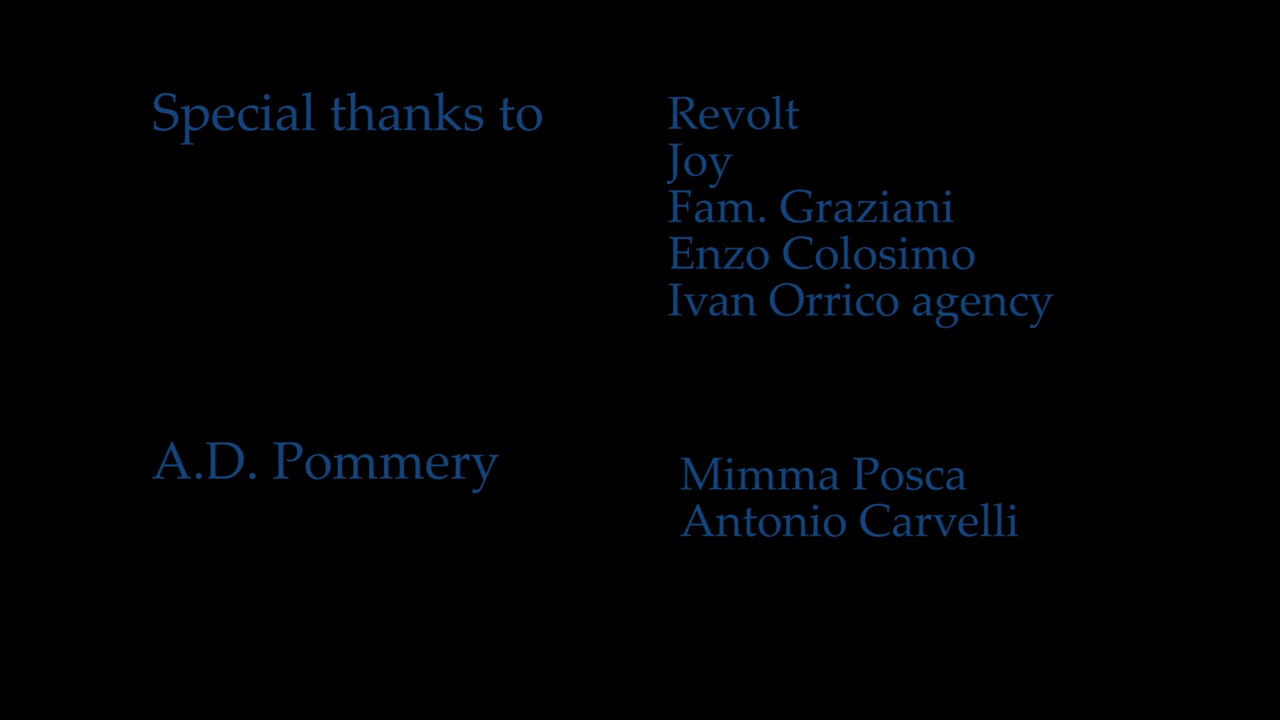 Special thanks to
Revolt
Joy
Fam. Graziani
Enzo Colosimo
Ivan Orrico agency
A.D. Pommery
Mimma Posca
Antonio Carvelli